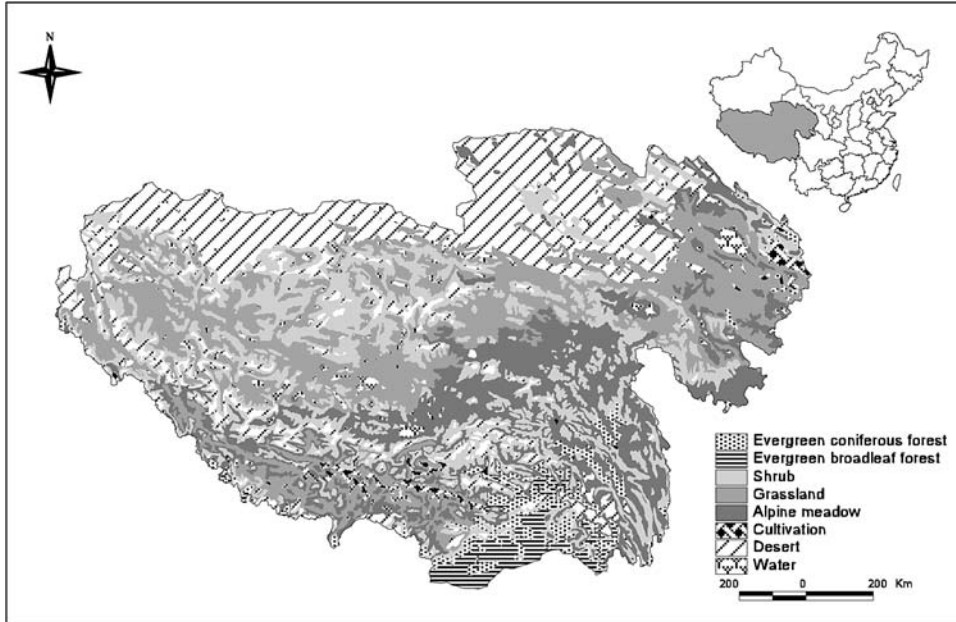 N
Evergreen coniferous forest
Evergreen broadleaf forest
Shrub
Grassland
Alpine meadow
Cultivation
Desert
Water
200 0 200 Km